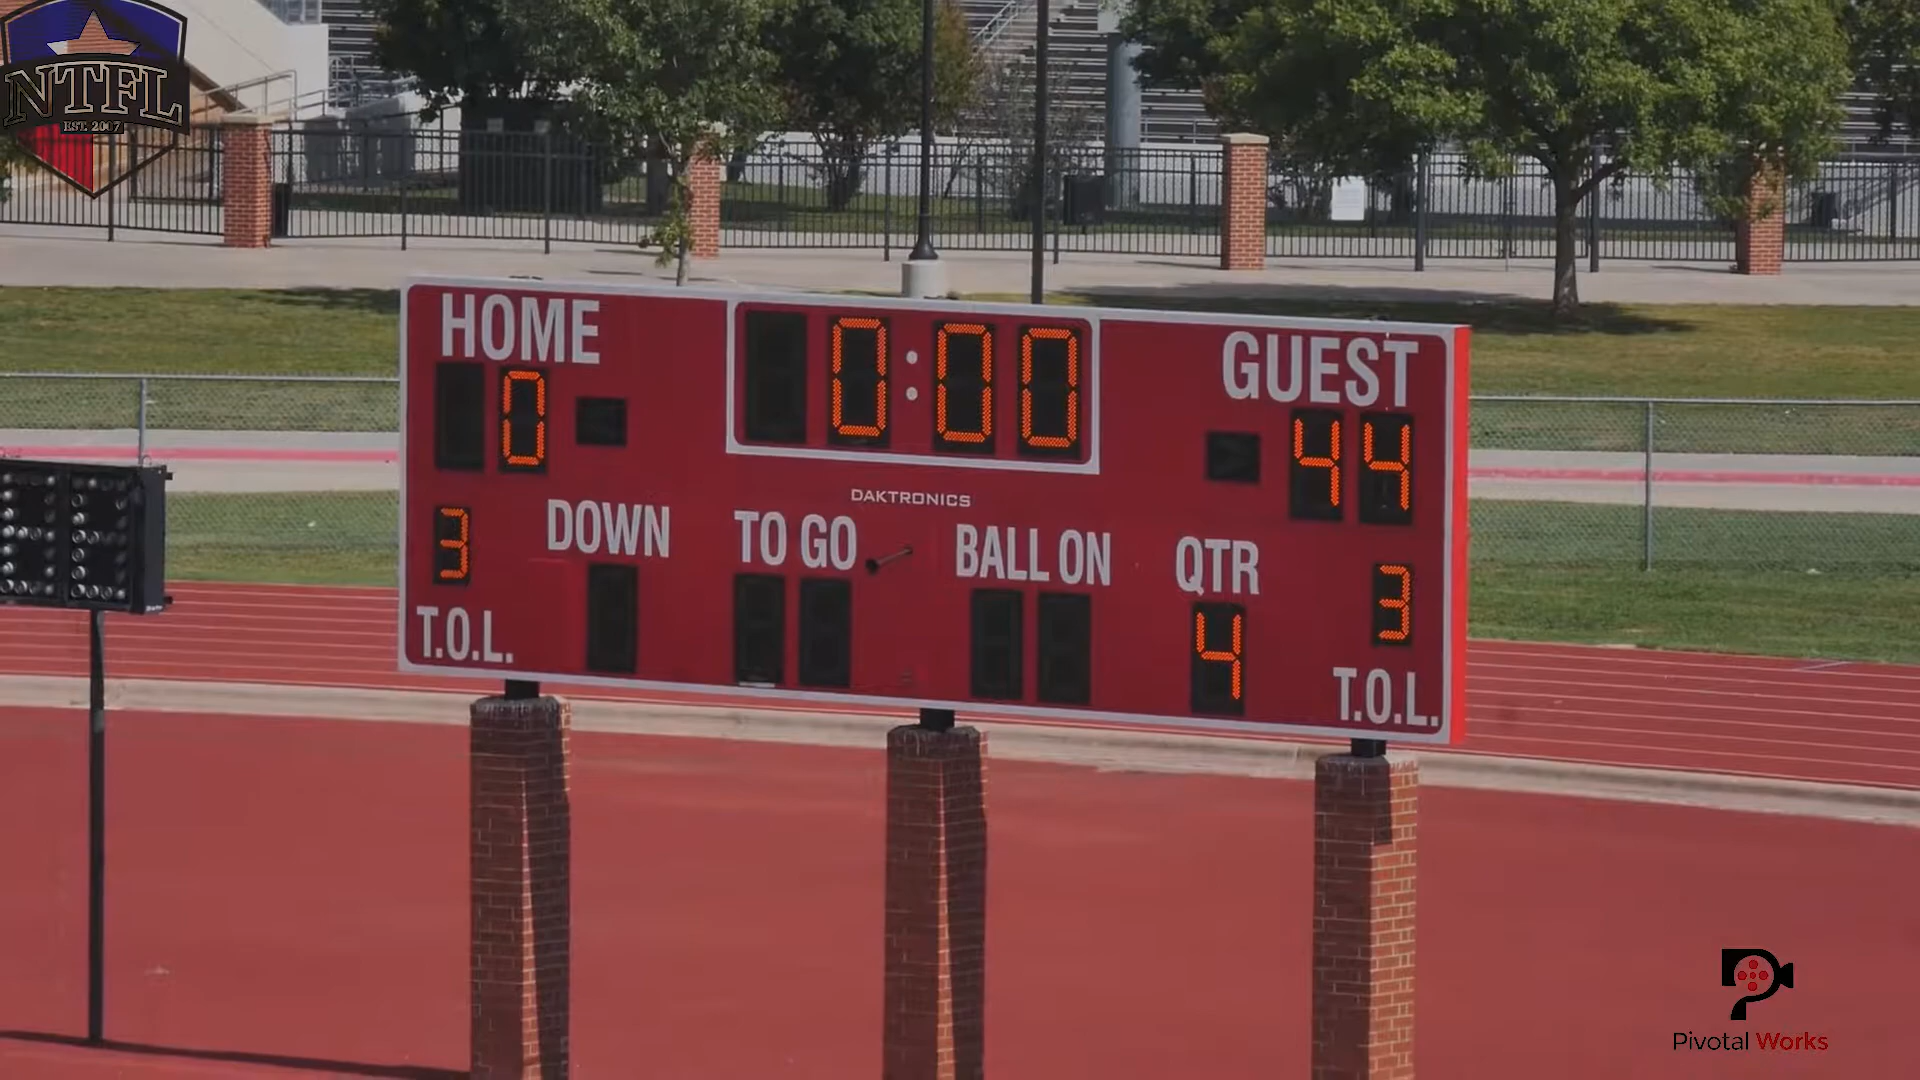 NTFL
EST. 2007
HOME
0:00
GUEST
0
44
DAKTRONICS
3
DOWN
TO GO
BALL ON
QTR
3
4
T.O.L.
T.O.L.
Pivotal Works